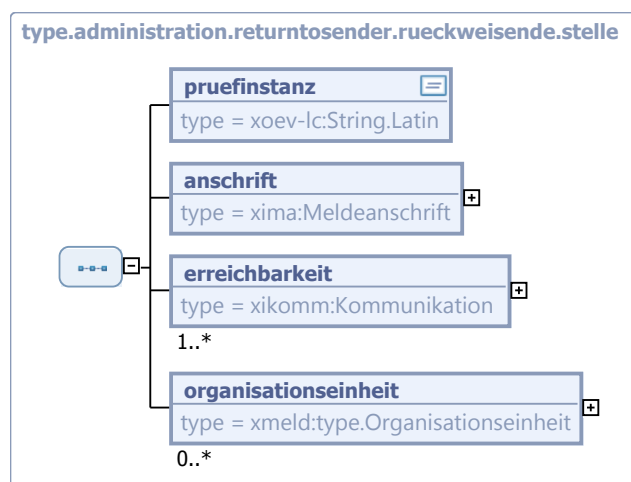 type.administration.returntosender.rueckweisende.stelle
pruefinstanz
type = xoev-lc:String.Latin
anschrift
type = xima:Meldeanschrift
erreichbarkeit
type = xikomm:Kommunikation
1..*
organisationseinheit
type = xmeld:type.Organisationseinheit
0..*